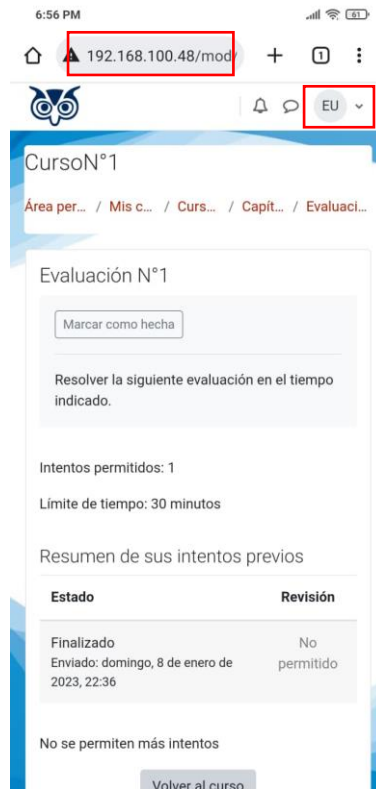 6:56 PM
61
192.168.100.48/mod/
1
EU
CursoN°1
Área per... / Mis c... / Curs... / Capít... / Evaluaci...
Evaluación N°1
Marcar como hecha
Resolver la siguiente evaluación en el tiempo
indicado.
Intentos permitidos: 1
Límite de tiempo: 30 minutos
Resumen de sus intentos previos
Estado Revisión
Finalizado No
Enviado: domingo, 8 de enero de permitido
2023, 22:36
No se permiten más intentos
Volver al curso